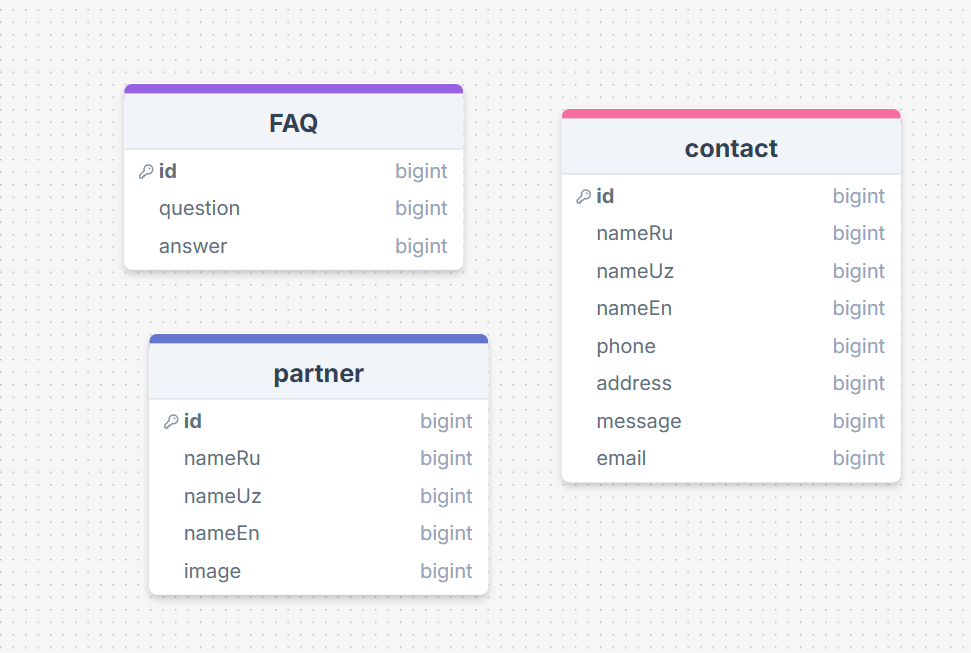 FAQ
id bigint
question bigint
answer bigint
contact
id bigint
nameRu bigint
nameUz bigint
nameEn bigint
phone bigint
address bigint
message bigint
email bigint
partner
id bigint
nameRu bigint
nameUz bigint
nameEn bigint
image bigint